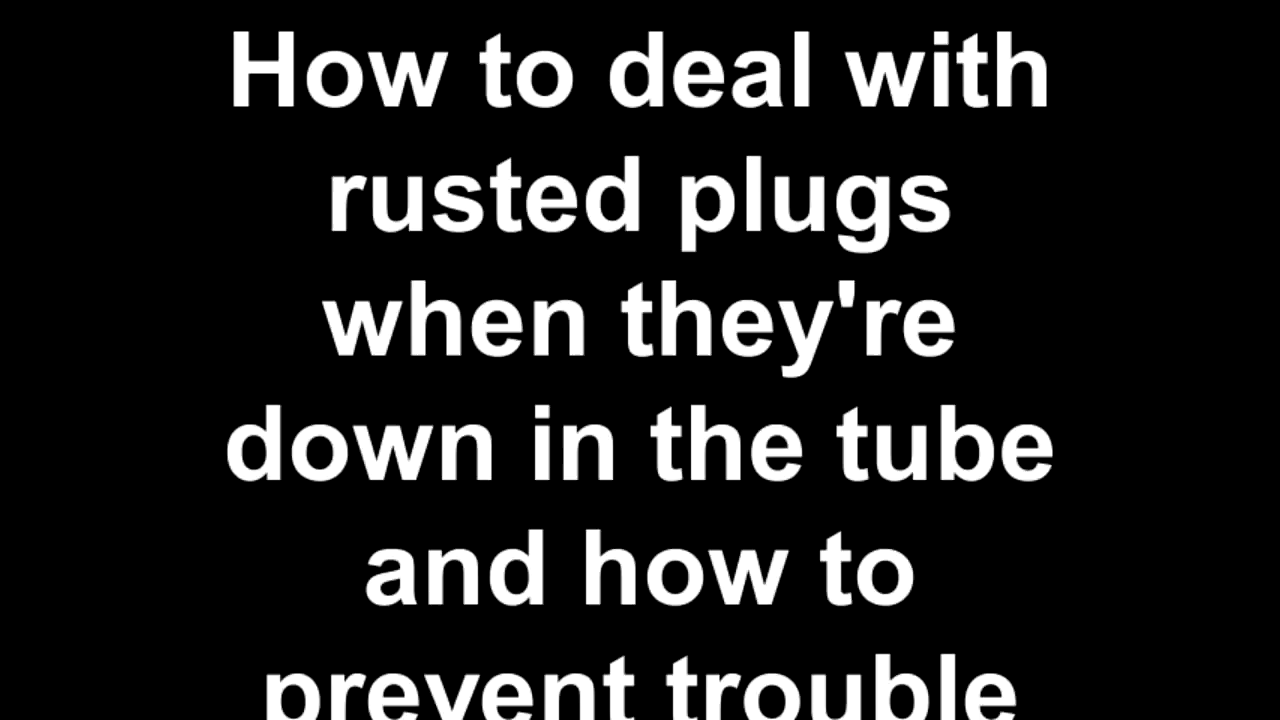 How to deal with
rusted plugs
when they're
down in the tube
and how to
prevent trouble